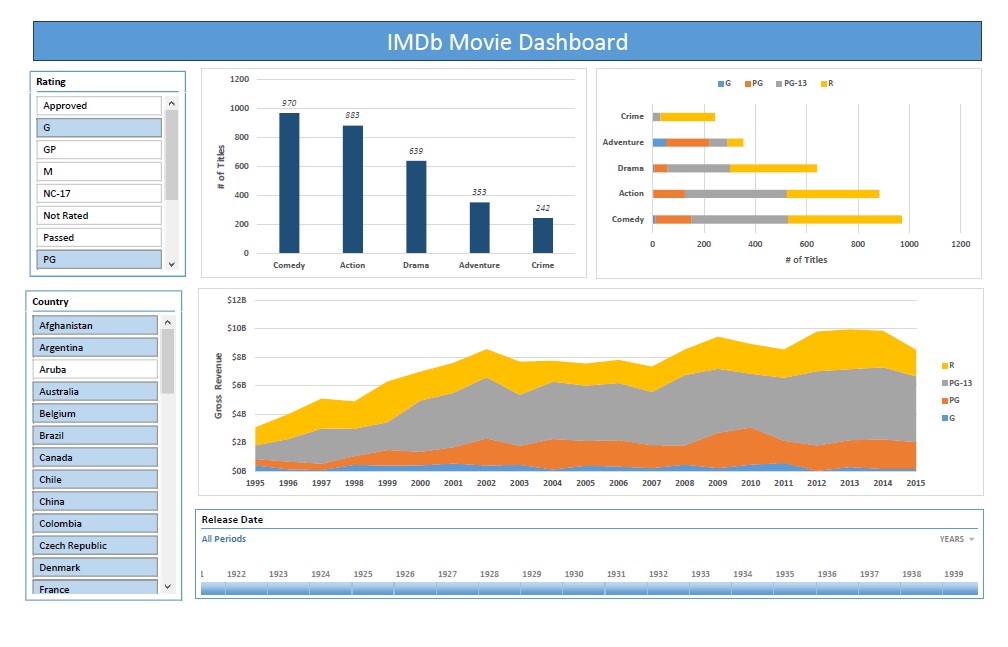 IMDb Movie Dashboard
Rating
Approved
G
GP
M
NC-17
Not Rated
Passed
PG
1200
1000
800
600
400
200
0
# of Titles
970
883
639
353
242
Comedy Action Drama Adventure Crime
G PG PG-13 R
Crime
Adventure
Drama
Action
Comedy
0 200 400 600 800 1000 1200
# of Titles
Country
Afghanistan
Argentina
Aruba
Australia
Belgium
Brazil
Canada
Chile
China
Colombia
Czech Republic
Denmark
France
$12B
$10B
$8B
$6B
$4B
$2B
$0B
Gross Revenue
1995 1996 1997 1998 1999 2000 2001 2002 2003 2004 2005 2006 2007 2008 2009 2010 2011 2012 2013 2014 2015
R
PG-13
PG
G
Release Date
All Periods YEARS
1922 1923 1924 1925 1926 1927 1928 1929 1930 1931 1932 1933 1934 1935 1936 1937 1938 1939